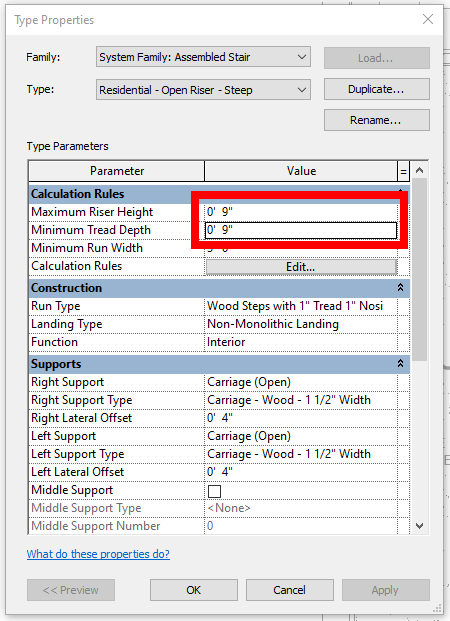 Type Properties
Family: System Family: Assembled Stair Load...
Type: Residential - Open Riser - Steep Duplicate...
Rename...
Type Parameters
Parameter Value =
Calculation Rules
Maximum Riser Height 0' 9"
Minimum Tread Depth 0' 9"
Minimum Run Width
Calculation Rules Edit...
Construction
Run Type Wood Steps with 1" Tread 1" Nosi
Landing Type Non-Monolithic Landing
Function Interior
Supports
Right Support Carriage (Open)
Right Support Type Carriage - Wood - 1 1/2" Width
Right Lateral Offset 0' 4"
Left Support Carriage (Open)
Left Support Type Carriage - Wood - 1 1/2" Width
Left Lateral Offset 0' 4"
Middle Support
Middle Support Type <None>
Middle Support Number 0
What do these properties do?
<< Preview OK Cancel Apply